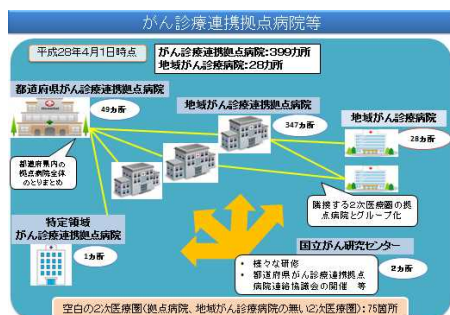 がん診療連携拠点病院等
平成28年4月1日時点
がん診療連携拠点病院:399カ所
地域がん診療病院:28カ所
都道府県がん診療連携拠点病院
49カ所
地域がん診療連携拠点病院
347カ所
地域がん診療病院
28カ所
都道府県内の
拠点病院全体
のとりまとめ
隣接する2次医療圏の拠
点病院とグループ化
特定領域
がん診療連携拠点病院
1カ所
国立がん研究センター
2カ所
• 様々な研修
• 都道府県がん診療連携拠点
病院連絡協議会の開催 等
空白の2次医療圏(拠点病院、地域がん診療病院の無い2次医療圏):75箇所